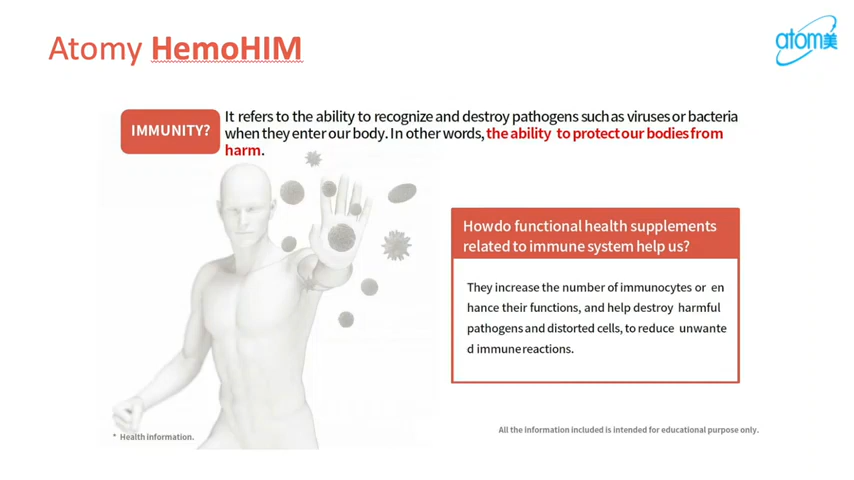 Atomy HemoHIM
atom美
IMMUNITY?
It refers to the ability to recognize and destroy pathogens such as viruses or bacteria
when they enter our body. In other words, the ability to protect our bodies from
harm.
How do functional health supplements
related to immune system help us?
They increase the number of immunocytes or en
hance their functions, and help destroy harmful
pathogens and distorted cells, to reduce unwante
d immune reactions.
* Health information.
All the information included is intended for educational purpose only.